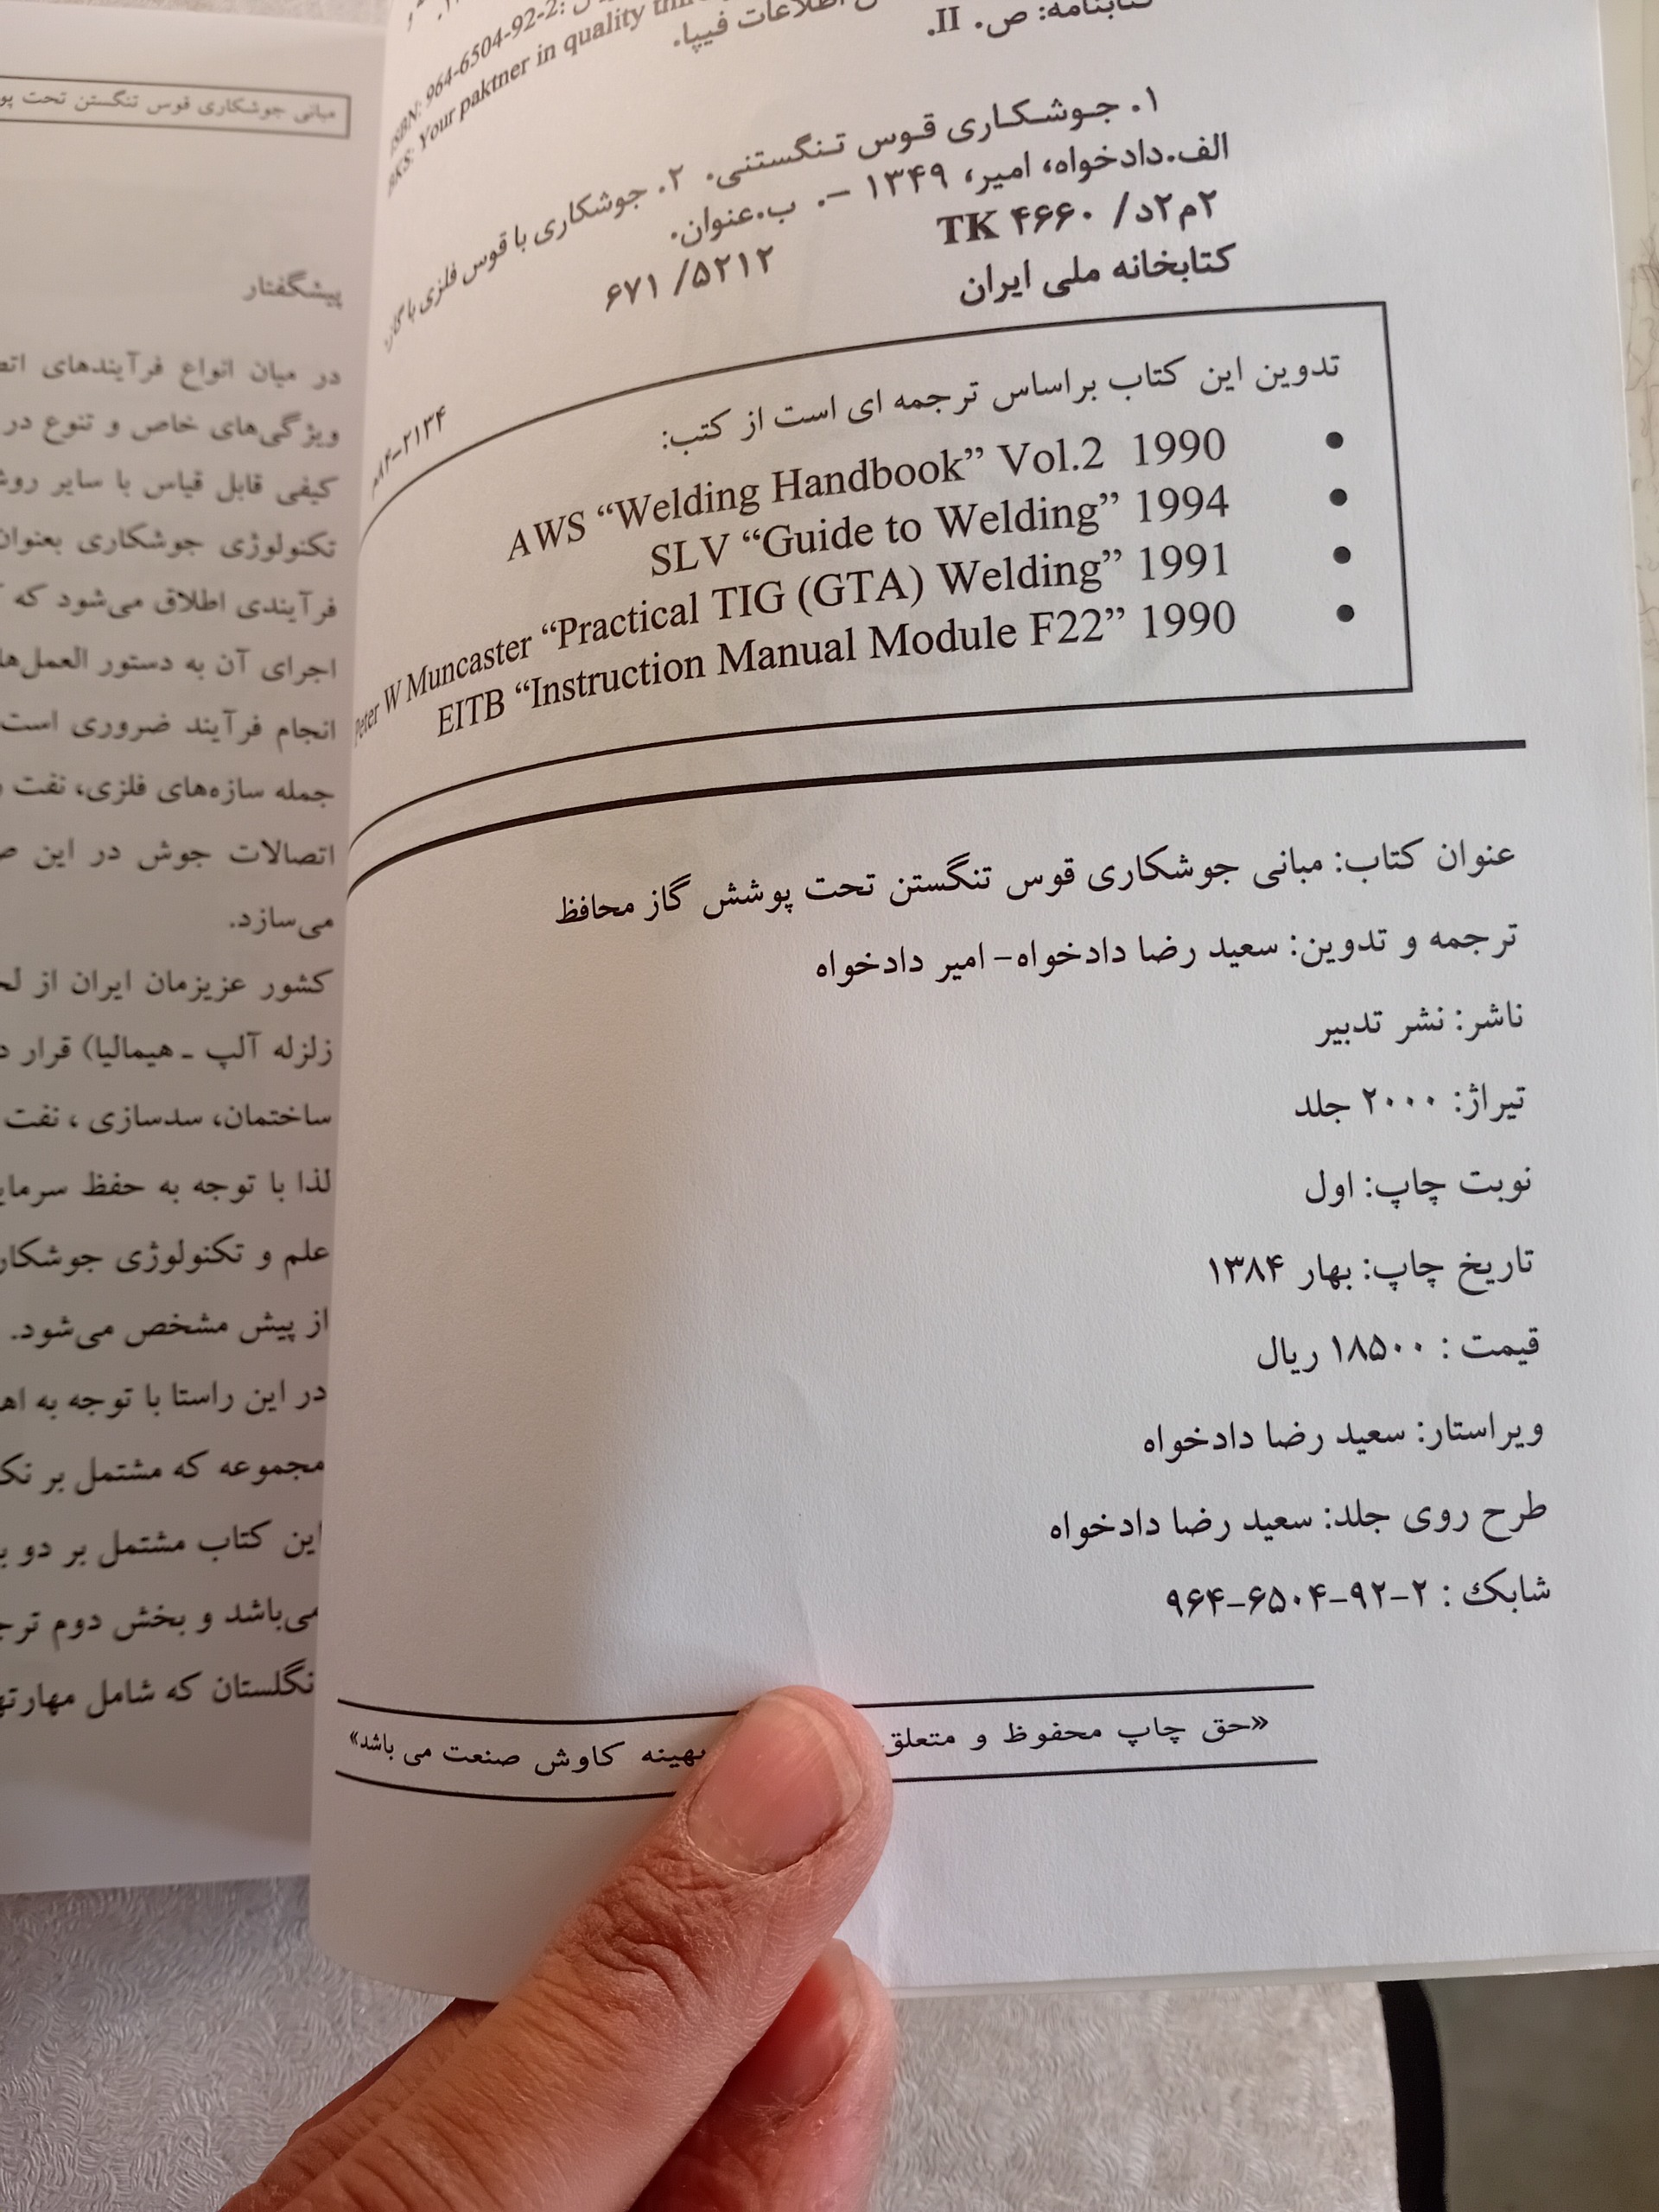 ISBN: 964-6504-92-2
BKS: Your paktner in quality
اطلاعات فیپا.
کتابنامه: ص. II.
۱. جوشکاری قوس تنگستنی. ۲. جوشکاری با قوس فلزی با گاز.
الف.دادخواه، امیر، ۱۳۴۹ -. ب.عنوان.
۲م۲د/ ۴۶۶۰ TK
۶۷۱ /۵۲۱۲
کتابخانه ملی ایران
۸۴-۲۱۳۴م
تدوین این کتاب براساس ترجمه ای است از کتب:
• AWS “Welding Handbook” Vol.2 1990
• SLV “Guide to Welding” 1994
• Peter W Muncaster “Practical TIG (GTA) Welding” 1991
• EITB “Instruction Manual Module F22” 1990
عنوان کتاب: مبانی جوشکاری قوس تنگستن تحت پوشش گاز محافظ
ترجمه و تدوین: سعید رضا دادخواه- امیر دادخواه
ناشر: نشر تدبیر
تیراژ: ۲۰۰۰ جلد
نوبت چاپ: اول
تاریخ چاپ: بهار ۱۳۸۴
قیمت : ۱۸۵۰۰ ریال
ویراستار: سعید رضا دادخواه
طرح روی جلد: سعید رضا دادخواه
شابک : ۲-۹۲-۶۵۰۴-۹۶۴
«حق چاپ محفوظ و متعلق بهینه کاوش صنعت می باشد»
مبانی جوشکاری قوس تنگستن تحت
پیشگفتار
در میان انواع فرآیندهای
ویژگی‌های خاص و تنوع در
کیفی قابل قیاس با سایر
تکنولوژی جوشکاری بعنوان
فرآیندی اطلاق می‌شود که
اجرای آن به دستور العمل‌ها
انجام فرآیند ضروری است
جمله سازه‌های فلزی، نفت
اتصالات جوش در این
می‌سازد.
کشور عزیزمان ایران از
زلزله آلپ ـ هیمالیا) قرار
ساختمان، سدسازی ، نفت
لذا با توجه به حفظ
علم و تکنولوژی
از پیش مشخص می‌شود.
در این راستا با توجه به
مجموعه که مشتمل بر
این کتاب مشتمل بر دو
می‌باشد و بخش دوم
نگلستان که شامل